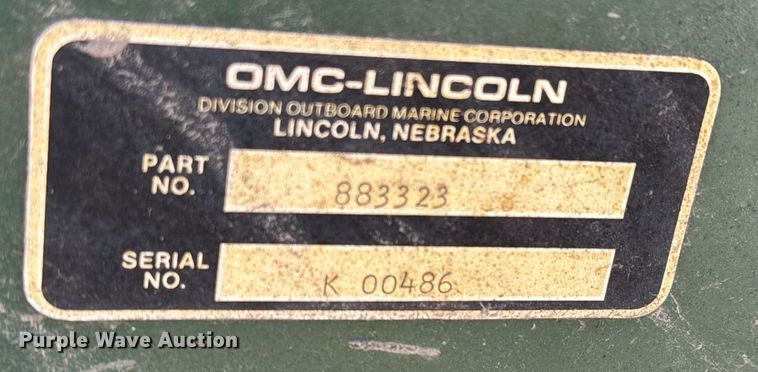 OMC-LINCOLN
DIVISION OUTBOARD MARINE CORPORATION
LINCOLN, NEBRASKA
PART NO. 883323
SERIAL NO. K 00486
Purple Wave Auction